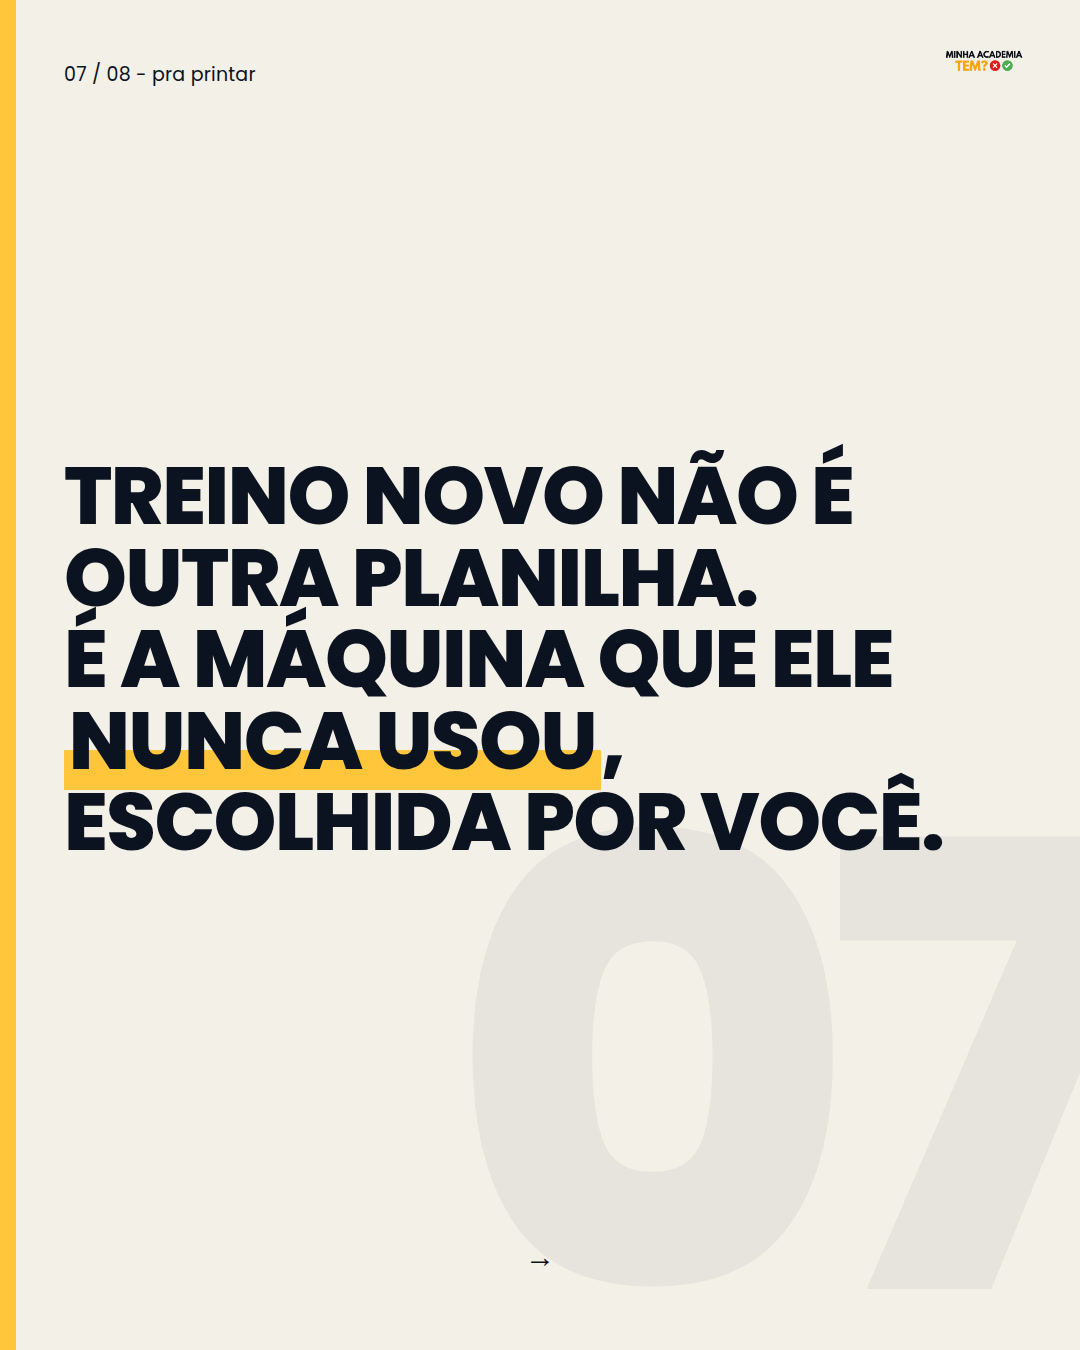 07 / 08 - pra printar
MINHA ACADEMIA
TEM?
TREINO NOVO NÃO É
OUTRA PLANILHA.
É A MÁQUINA QUE ELE
NUNCA USOU,
ESCOLHIDA POR VOCÊ.
07
→